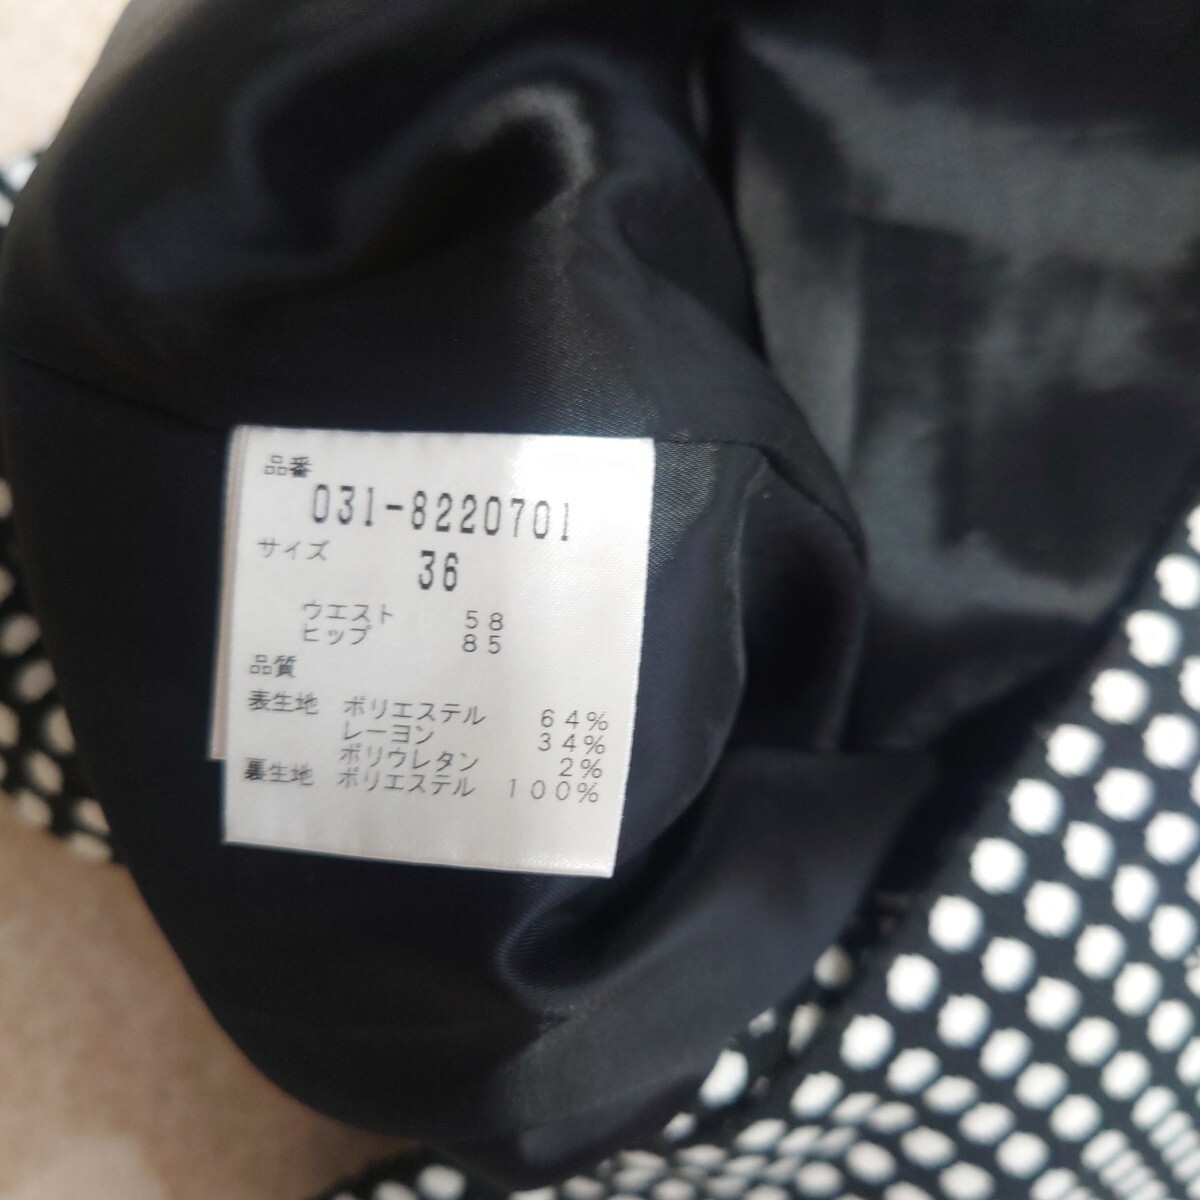 品番
031-8220701
サイズ
36
ウエスト 58
ヒップ 85
品質
表生地 ポリエステル 64%
レーヨン 34%
ポリウレタン 2%
裏生地 ポリエステル 100%